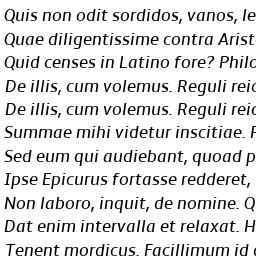 Quis non odit sordidos, vanos, le
Quae diligentissime contra Arist
Quid censes in Latino fore? Philo
De illis, cum volemus. Reguli reic
De illis, cum volemus. Reguli reic
Summae mihi videtur inscitiae. P
Sed eum qui audiebant, quoad p
Ipse Epicurus fortasse redderet,
Non laboro, inquit, de nomine. Q
Dat enim intervalla et relaxat. H
Tenent mordicus. Facillimum id